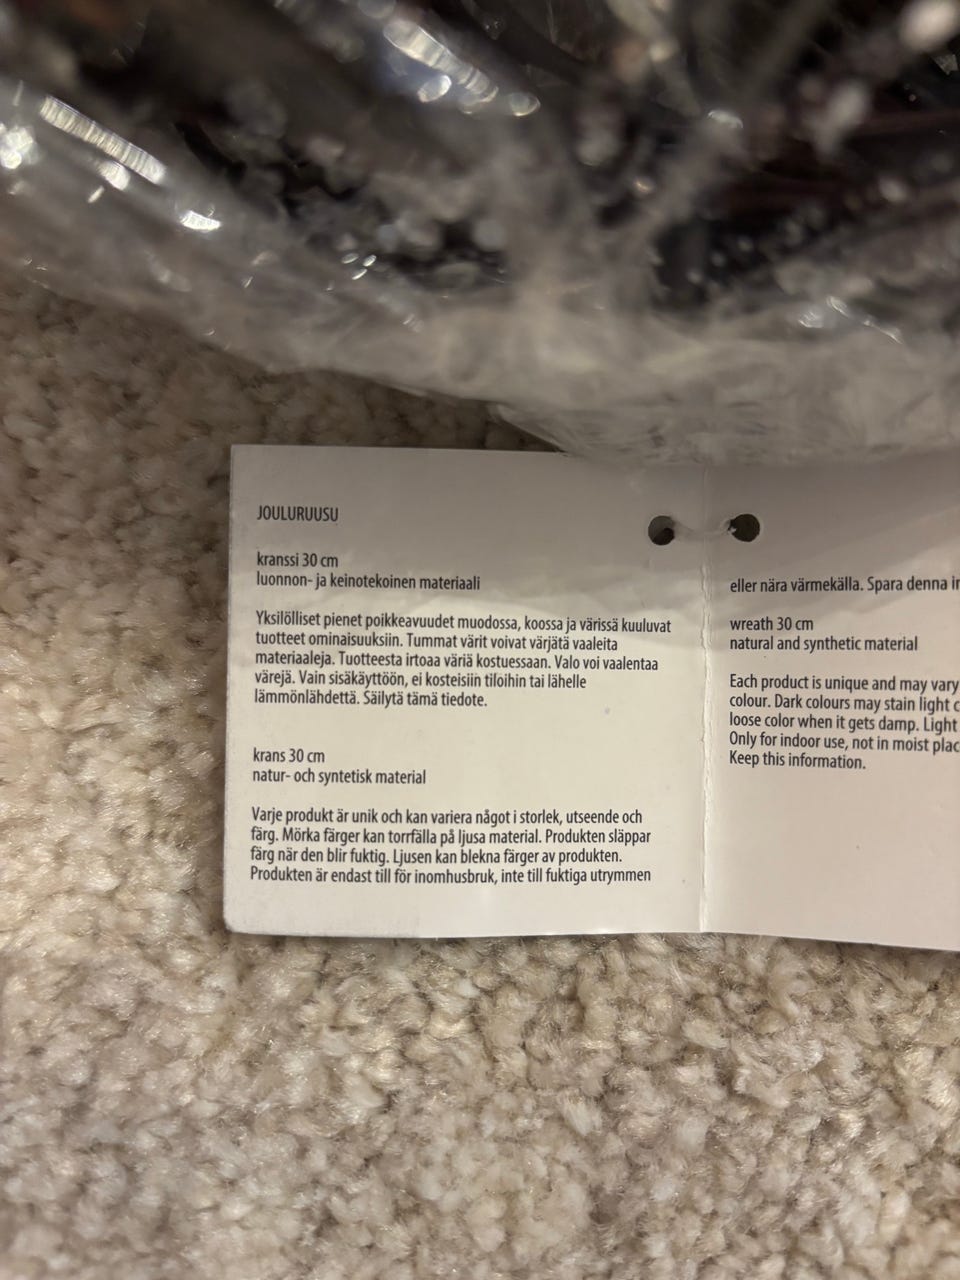 JOULURUUSU
kranssi 30 cm
luonnon- ja keinotekoinen materiaali
Yksilölliset pienet poikkeavuudet muodossa, koossa ja värissä kuuluvat
tuotteet ominaisuuksiin. Tummat värit voivat värjätä vaaleita
materiaaleja. Tuotteesta irtoaa väriä kostuessaan. Valo voi vaalentaa
värejä. Vain sisäkäyttöön, ei kosteisiin tiloihin tai lähelle
lämmönlähdettä. Säilytä tämä tiedote.
krans 30 cm
natur- och syntetisk material
Varje produkt är unik och kan variera något i storlek, utseende och
färg. Mörka färger kan torrfälla på ljusa material. Produkten släppar
färg när den blir fuktig. Ljusen kan blekna färger av produkten.
Produkten är endast till för inomhusbruk, inte till fuktiga utrymmen
eller nära värmekälla. Spara denna
wreath 30 cm
natural and synthetic material
Each product is unique and may vary
colour. Dark colours may stain light
loose color when it gets damp. Light
Only for indoor use, not in moist
Keep this information.